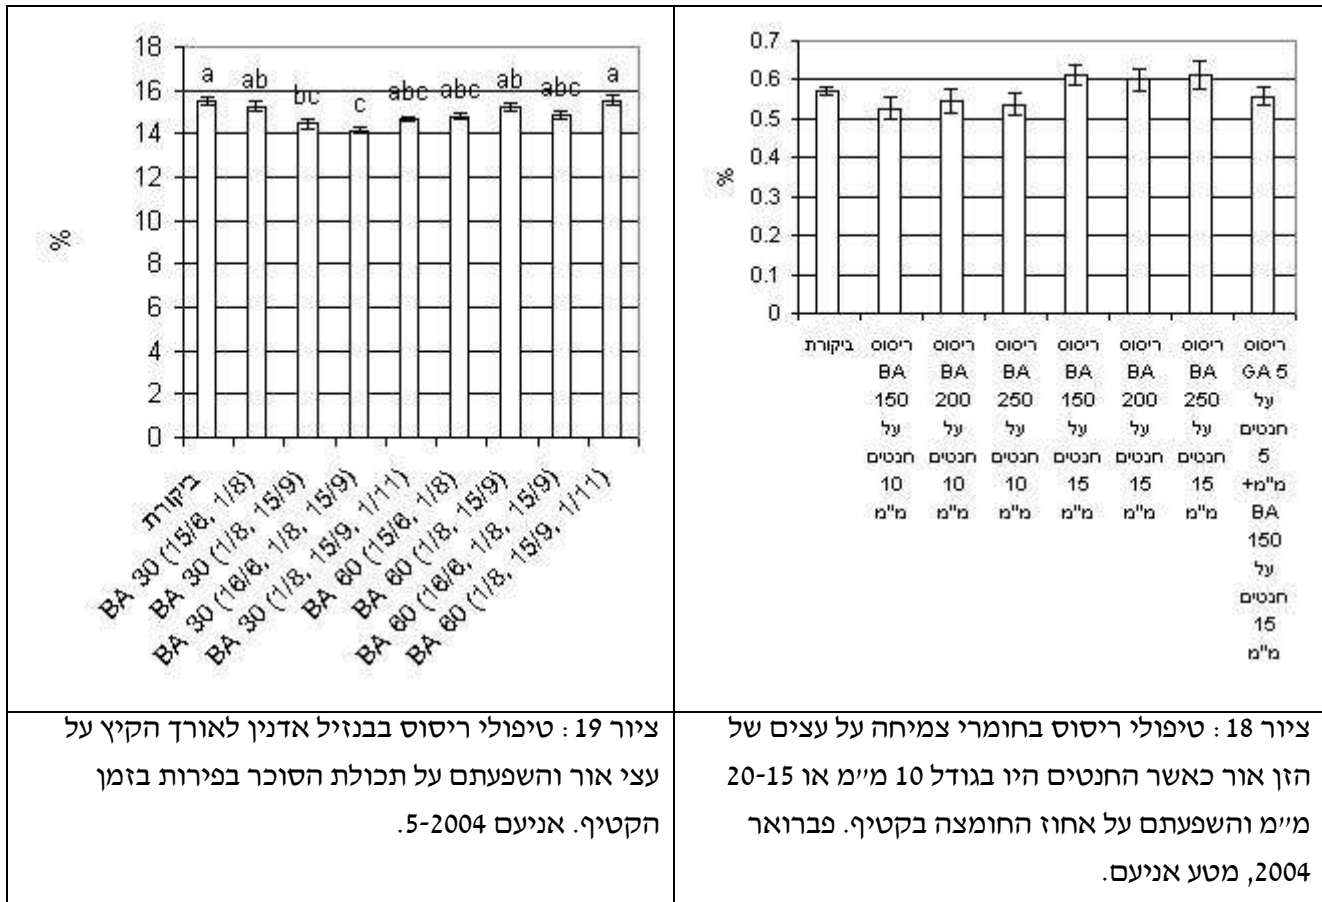 0.7
0.6
0.5
0.4
0.3
0.2
0.1
0
%
ביקורת
ריסוס
BA
150
על
חנטים
10
מ"מ
ריסוס
BA
200
על
חנטים
10
מ"מ
ריסוס
BA
250
על
חנטים
10
מ"מ
ריסוס
BA
150
על
חנטים
15
מ"מ
ריסוס
BA
200
על
חנטים
15
מ"מ
ריסוס
BA
250
על
חנטים
15
מ"מ
ריסוס
GA 5
על
חנטים
5
מ"מ+
BA
150
על
חנטים
15
מ"מ
ציור 18: טיפולי ריסוס בחומרי צמיחה על עצים של
הזן אור כאשר החנטים היו בגודל 10 מ״מ או 20-15
מ״מ והשפעתם על אחוז החומצה בקטיף. פברואר
2004, מטע אניעם.
18
16
14
12
10
8
6
4
2
0
%
a
ab
bc
c
abc
abc
ab
abc
a
ביקורת
BA 30 (15/6, 1/8)
BA 30 (1/8, 15/9)
BA 30 (16/6, 1/8, 15/9)
BA 30 (1/8, 15/9, 1/11)
BA 60 (15/6, 1/8)
BA 60 (1/8, 15/9)
BA 60 (16/6, 1/8, 15/9)
BA 60 (1/8, 15/9, 1/11)
ציור 19: טיפולי ריסוס בבנזיל אדנין לאורך הקיץ על
עצי אור והשפעתם על תכולת הסוכר בפירות בזמן
הקטיף. אניעם 5-2004.